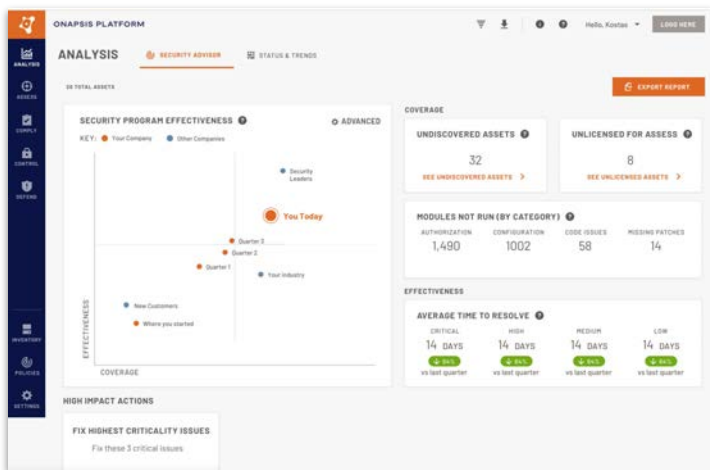 ONAPSIS PLATFORM
Hello, Kostas
LOGO HERE
ANALYSIS
ASSESS
COMPLY
CONTROL
DEFEND
INVENTORY
POLICIES
SETTINGS
ANALYSIS
SECURITY ADVISOR
STATUS & TRENDS
TOTAL ASSETS
EXPORT REPORT
SECURITY PROGRAM EFFECTIVENESS
ADVANCED
KEY: Your Company Other Companies
Security
Leaders
You Today
Quarter 3
Quarter 2
Quarter 1
Your Industry
New Customers
Where you started
EFFECTIVENESS
COVERAGE
COVERAGE
UNDISCOVERED ASSETS
32
SEE UNDISCOVERED ASSETS >
UNLICENSED FOR ASSESS
8
SEE UNLICENSED ASSETS >
MODULES NOT RUN (BY CATEGORY)
AUTHORIZATION CONFIGURATION CODE ISSUES MISSING PATCHES
1,490 1002 58 14
EFFECTIVENESS
AVERAGE TIME TO RESOLVE
CRITICAL HIGH MEDIUM LOW
14 DAYS 14 DAYS 14 DAYS 14 DAYS
84% 84% 84% 84%
vs last quarter vs last quarter vs last quarter vs last quarter
HIGH IMPACT ACTIONS
FIX HIGHEST CRITICALITY ISSUES
Fix these 3 critical issues